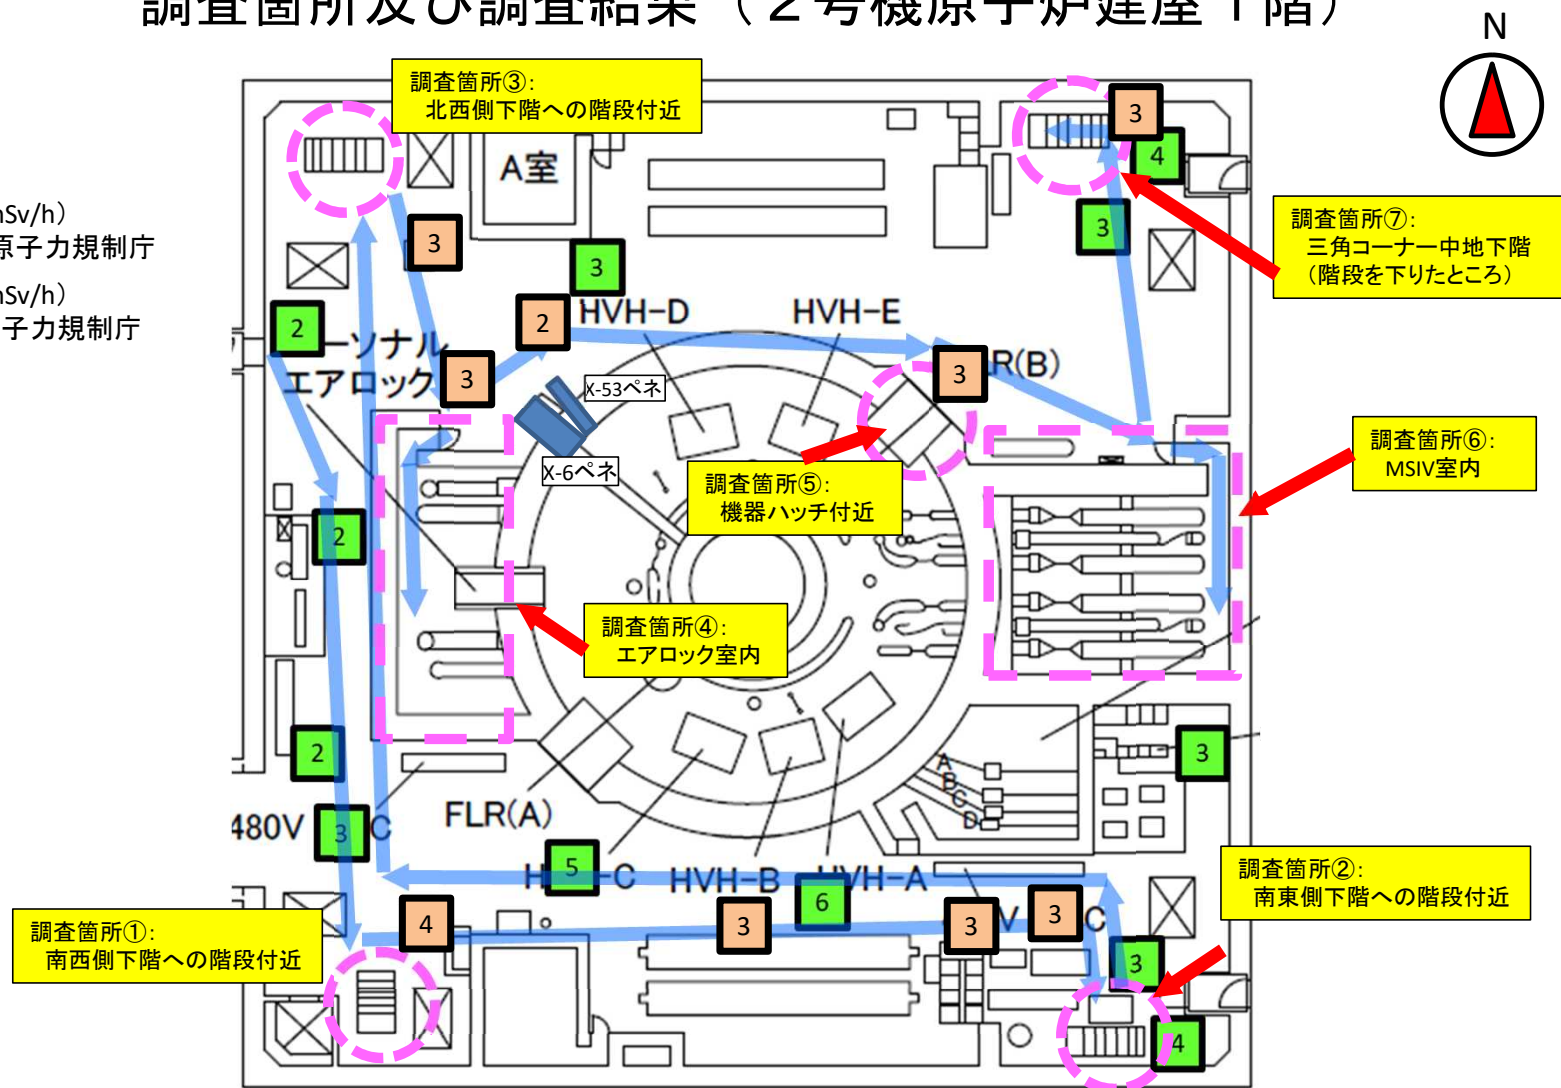 調査箇所及び調査結果（２号機原子炉建屋１階）
N
調査箇所③：
北西側下階への階段付近
3
4
A室
3
3
3
mSv/h）
原子力規制庁
mSv/h）
子力規制庁
調査箇所⑦：
三角コーナー中地下階
（階段を下りたところ）
2
2
HVH-D
HVH-E
ーソナル
エアロック
3
3
R(B)
X-53ペネ
X-6ペネ
調査箇所⑤：
機器ハッチ付近
調査箇所⑥：
MSIV室内
2
調査箇所④：
エアロック室内
2
3
A
B
C
D
480V
3
C
FLR(A)
5
H
-C
HVH-B
HVH-A
6
調査箇所②：
南東側下階への階段付近
4
3
3
V
3
C
調査箇所①：
南西側下階への階段付近
3
4